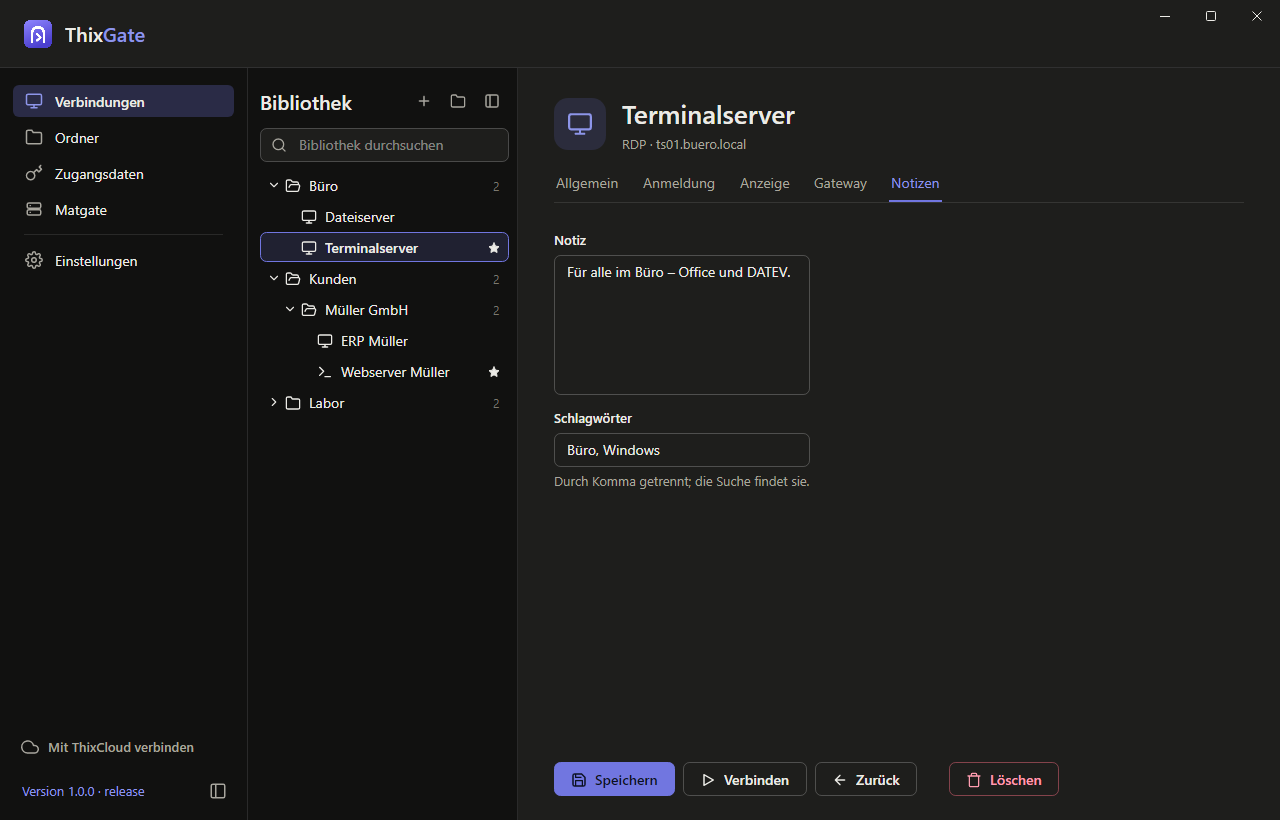 ThixGate
Verbindungen
Ordner
Zugangsdaten
Matgate
Einstellungen
Mit ThixCloud verbinden
Version 1.0.0 · release
Bibliothek
Bibliothek durchsuchen
Büro 2
Dateiserver
Terminalserver
Kunden 2
Müller GmbH 2
ERP Müller
Webserver Müller
Labor 2
Terminalserver
RDP · ts01.buero.local
Allgemein Anmeldung Anzeige Gateway Notizen
Notiz
Für alle im Büro – Office und DATEV.
Schlagwörter
Büro, Windows
Durch Komma getrennt; die Suche findet sie.
Speichern Verbinden Zurück Löschen